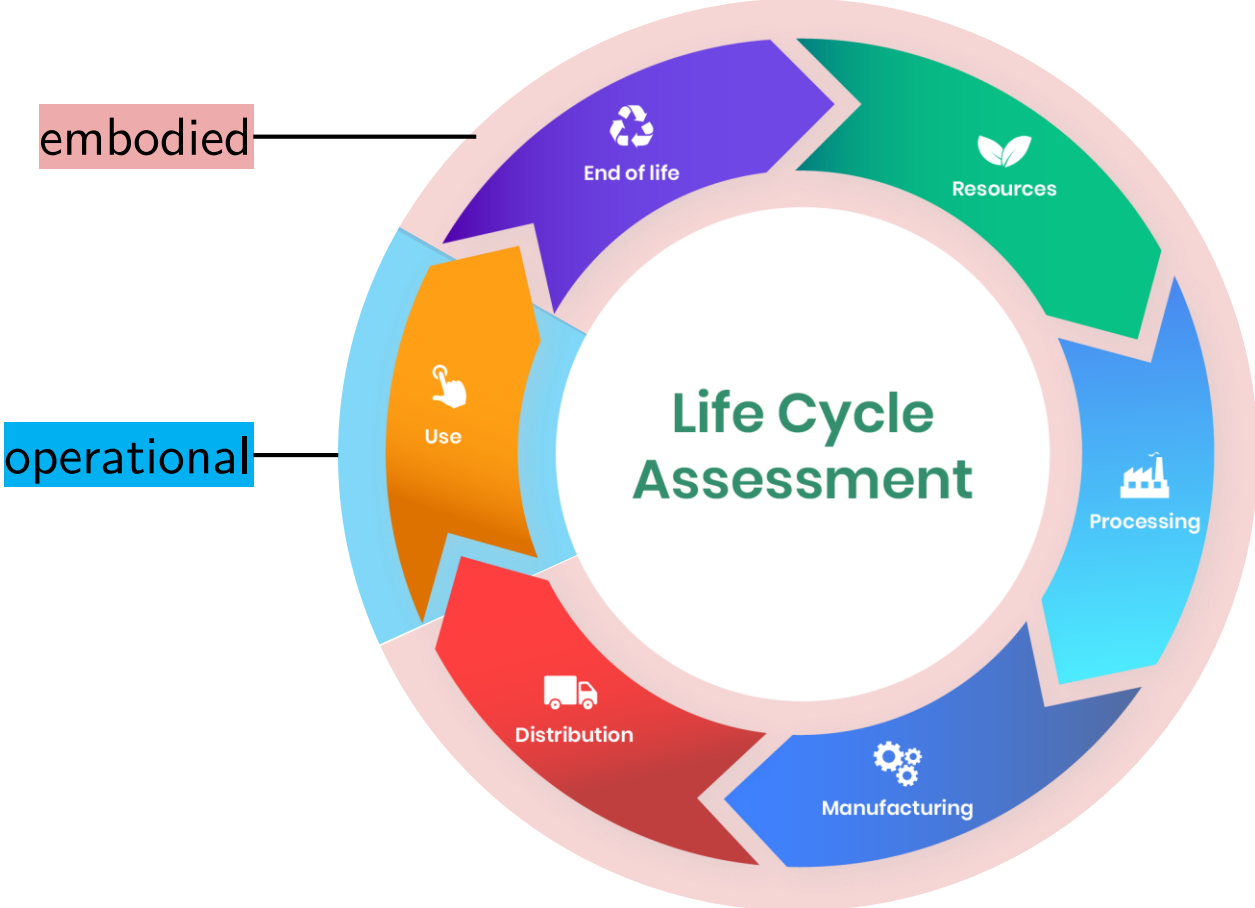 embodied
End of life
Resources
Use
Life Cycle
Assessment
operational
Processing
Distribution
Manufacturing